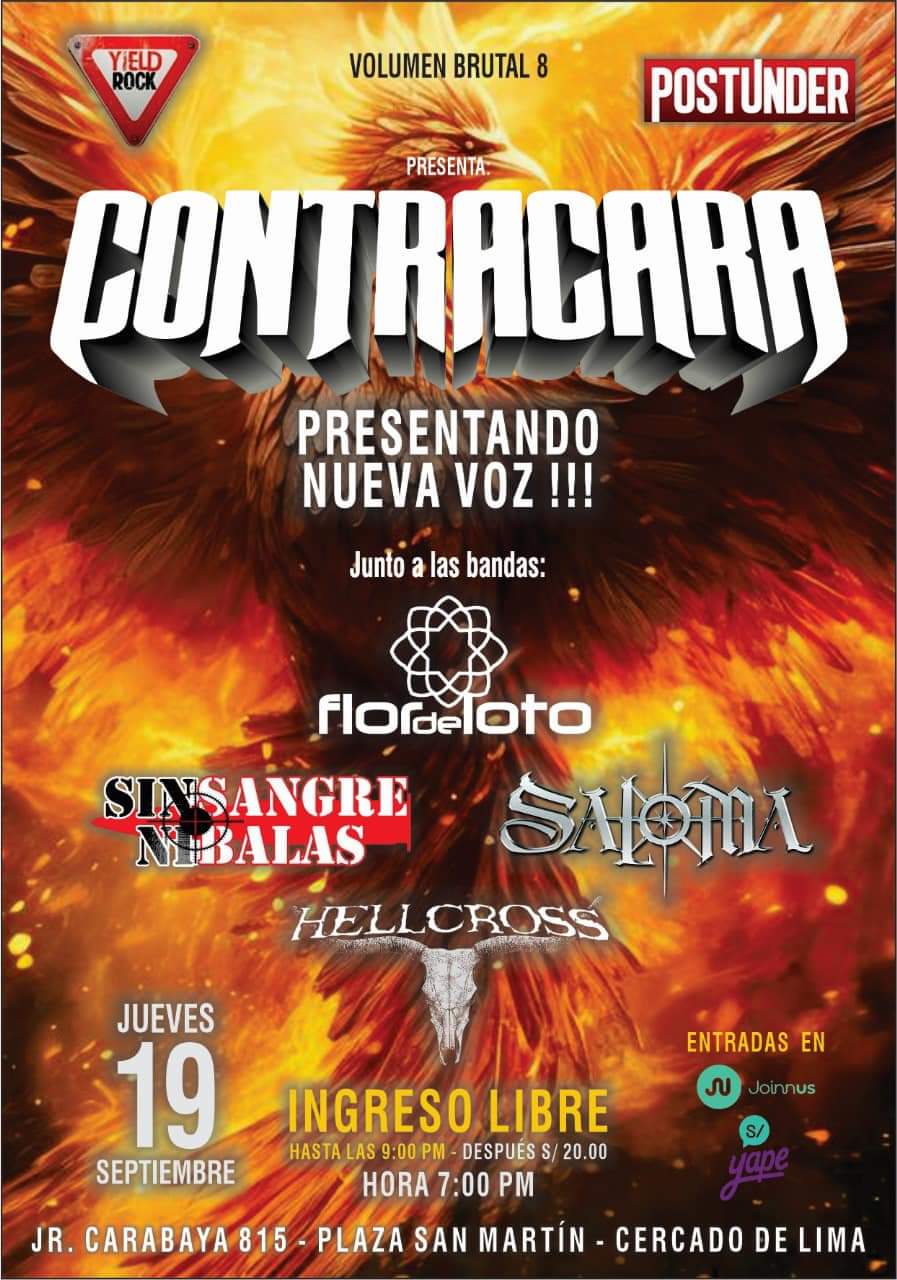 YIELD
ROCK
VOLUMEN BRUTAL 8
POSTÚNDER
PRESENTA:
CONTRACARA
PRESENTANDO
NUEVA VOZ !!!
Junto a las bandas:
flordeloto
SIN SANGRE
NI BALAS
SALOMA
HELLCROSS
JUEVES
19
SEPTIEMBRE
INGRESO LIBRE
HASTA LAS 9:00 PM - DESPUÉS S/ 20.00
HORA 7:00 PM
ENTRADAS EN
Joinnus
S/
yape
JR. CARABAYA 815 - PLAZA SAN MARTÍN - CERCADO DE LIMA